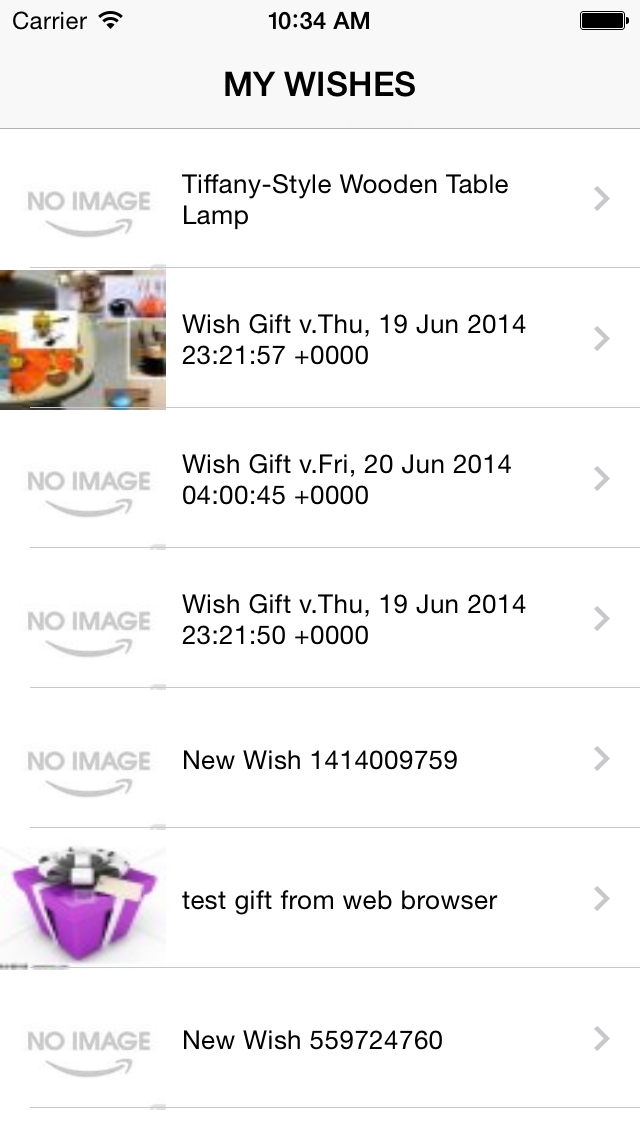 Carrier 10:34 AM
MY WISHES
NO IMAGE
Tiffany-Style Wooden Table
Lamp
Wish Gift v.Thu, 19 Jun 2014
23:21:57 +0000
NO IMAGE
Wish Gift v.Fri, 20 Jun 2014
04:00:45 +0000
NO IMAGE
Wish Gift v.Thu, 19 Jun 2014
23:21:50 +0000
NO IMAGE
New Wish 1414009759
test gift from web browser
NO IMAGE
New Wish 559724760